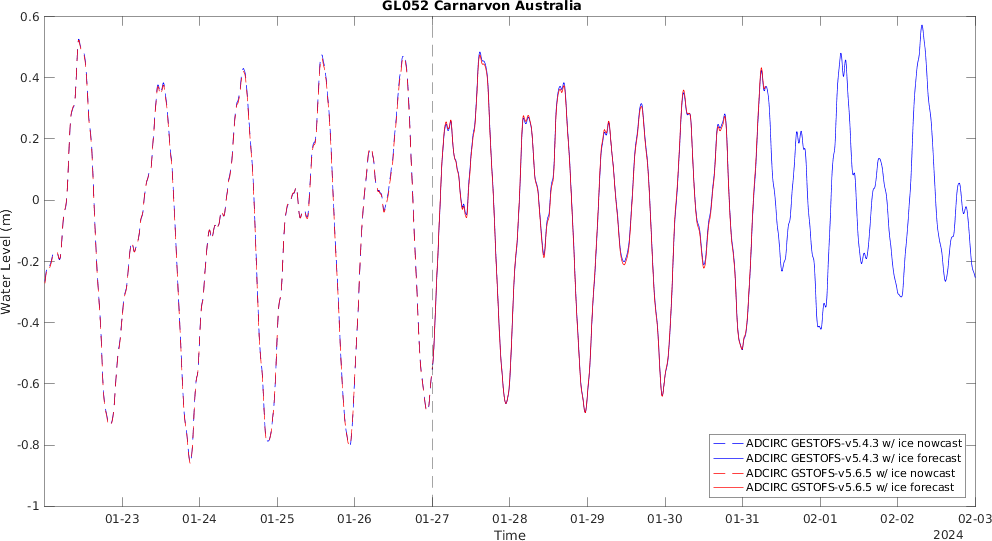 GL052 Carnarvon Australia
Water Level (m)
0.6
0.4
0.2
0
-0.2
-0.4
-0.6
-0.8
-1
ADCIRC GESTOFS-v5.4.3 w/ ice nowcast
ADCIRC GESTOFS-v5.4.3 w/ ice forecast
ADCIRC GSTOFS-v5.6.5 w/ ice nowcast
ADCIRC GSTOFS-v5.6.5 w/ ice forecast
01-23 01-24 01-25 01-26 01-27 01-28 01-29 01-30 01-31 02-01 02-02 02-03
Time
2024